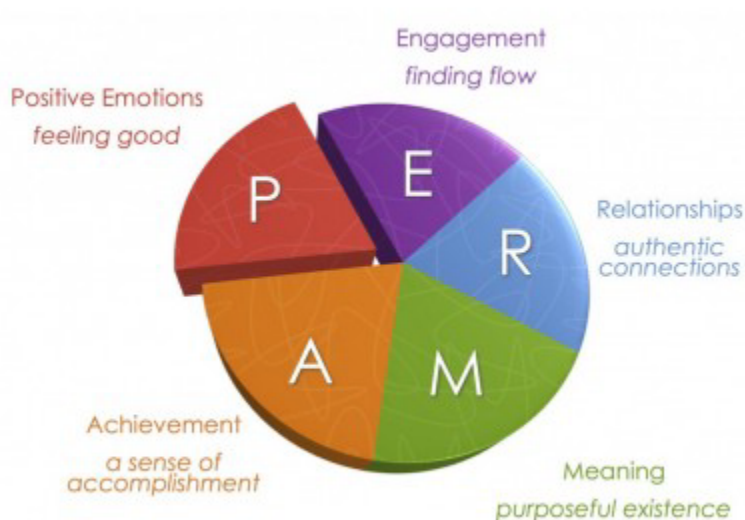 Engagement
finding flow
Positive Emotions
feeling good
P
E
Relationships
authentic
connections
R
A
M
Achievement
a sense of
accomplishment
Meaning
purposeful existence